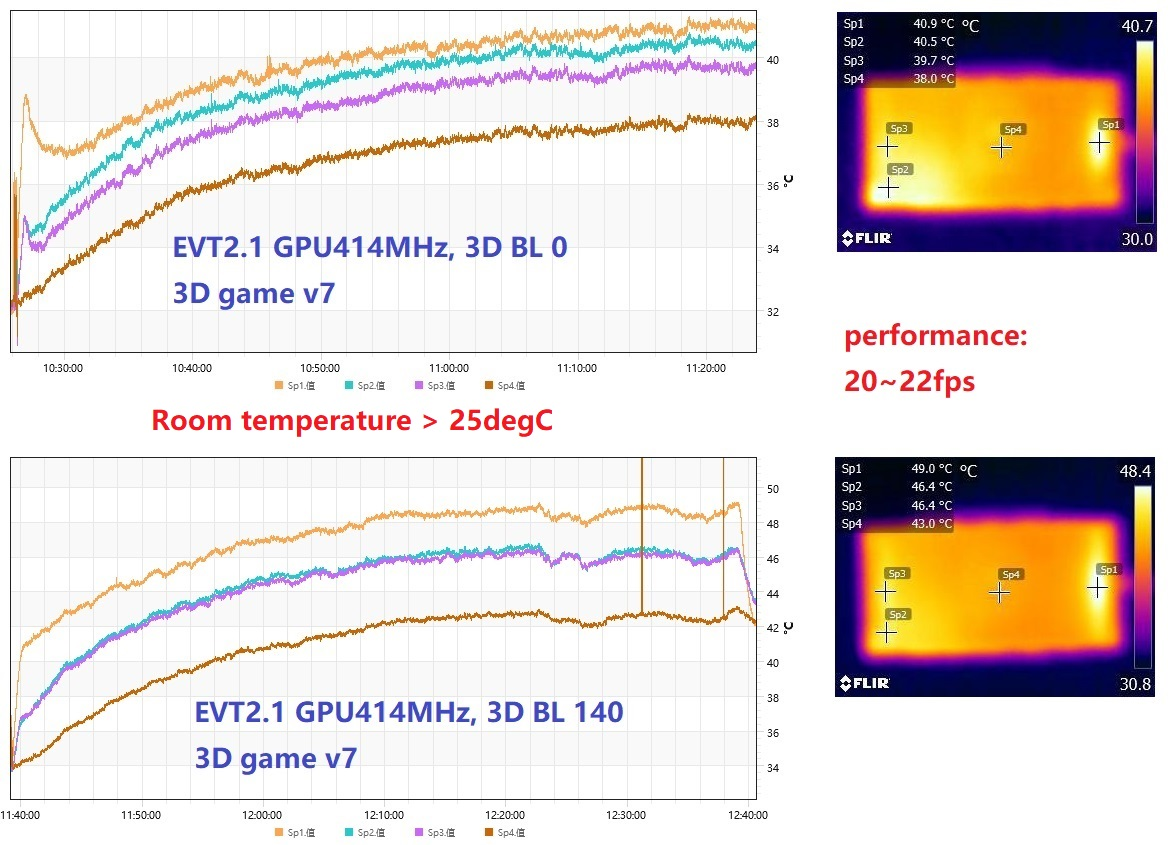 40
38
36
34
32
°C
EVT2.1 GPU414MHz, 3D BL 0
3D game v7
10:30:00 10:40:00 10:50:00 11:00:00 11:10:00 11:20:00
Sp1.值 Sp2.值 Sp3.值 Sp4.值
Sp1 40.9 °C °C 40.7
Sp2 40.5 °C
Sp3 39.7 °C
Sp4 38.0 °C
Sp3 Sp4 Sp1
Sp2
FLIR 30.0
performance:
20~22fps
Room temperature > 25degC
50
48
46
44
42
40
38
36
34
°C
EVT2.1 GPU414MHz, 3D BL 140
3D game v7
11:40:00 11:50:00 12:00:00 12:10:00 12:20:00 12:30:00 12:40:00
Sp1.值 Sp2.值 Sp3.值 Sp4.值
Sp1 49.0 °C °C 48.4
Sp2 46.4 °C
Sp3 46.4 °C
Sp4 43.0 °C
Sp3 Sp4 Sp1
Sp2
FLIR 30.8